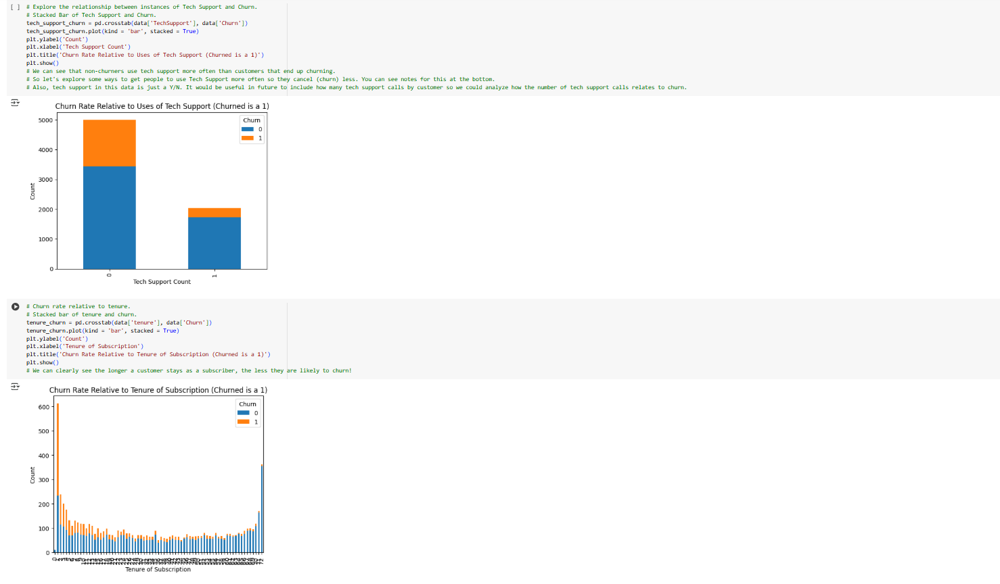 [ ] # Explore the relationship between instances of Tech Support and Churn.
# Stacked Bar of Tech Support and Churn.
tech_support_churn = pd.crosstab(data['TechSupport'], data['Churn'])
tech_support_churn.plot(kind = 'bar', stacked = True)
plt.ylabel('Count')
plt.xlabel('Tech Support Count')
plt.title('Churn Rate Relative to Uses of Tech Support (Churned is a 1)')
plt.show()
# We can see that non-churners use tech support more often than customers that end up churning.
# So let's explore some ways to get people to use Tech Support more often so they cancel (churn) less. You can see notes for this at the bottom.
# Also, tech support in this data is just a Y/N. It would be useful in future to include how many tech support calls by customer so we could analyze how the number of tech support calls relates to churn.
Churn Rate Relative to Uses of Tech Support (Churned is a 1)
5000
4000
3000
2000
1000
0
Count
Churn
0
1
0
1
Tech Support Count
# Churn rate relative to tenure.
# Stacked bar of tenure and churn.
tenure_churn = pd.crosstab(data['tenure'], data['Churn'])
tenure_churn.plot(kind = 'bar', stacked = True)
plt.ylabel('Count')
plt.xlabel('Tenure of Subscription')
plt.title('Churn Rate Relative to Tenure of Subscription (Churned is a 1)')
plt.show()
# We can clearly see the longer a customer stays as a subscriber, the less they are likely to churn!
Churn Rate Relative to Tenure of Subscription (Churned is a 1)
600
500
400
300
200
100
0
Count
Churn
0
1
0
72
Tenure of Subscription